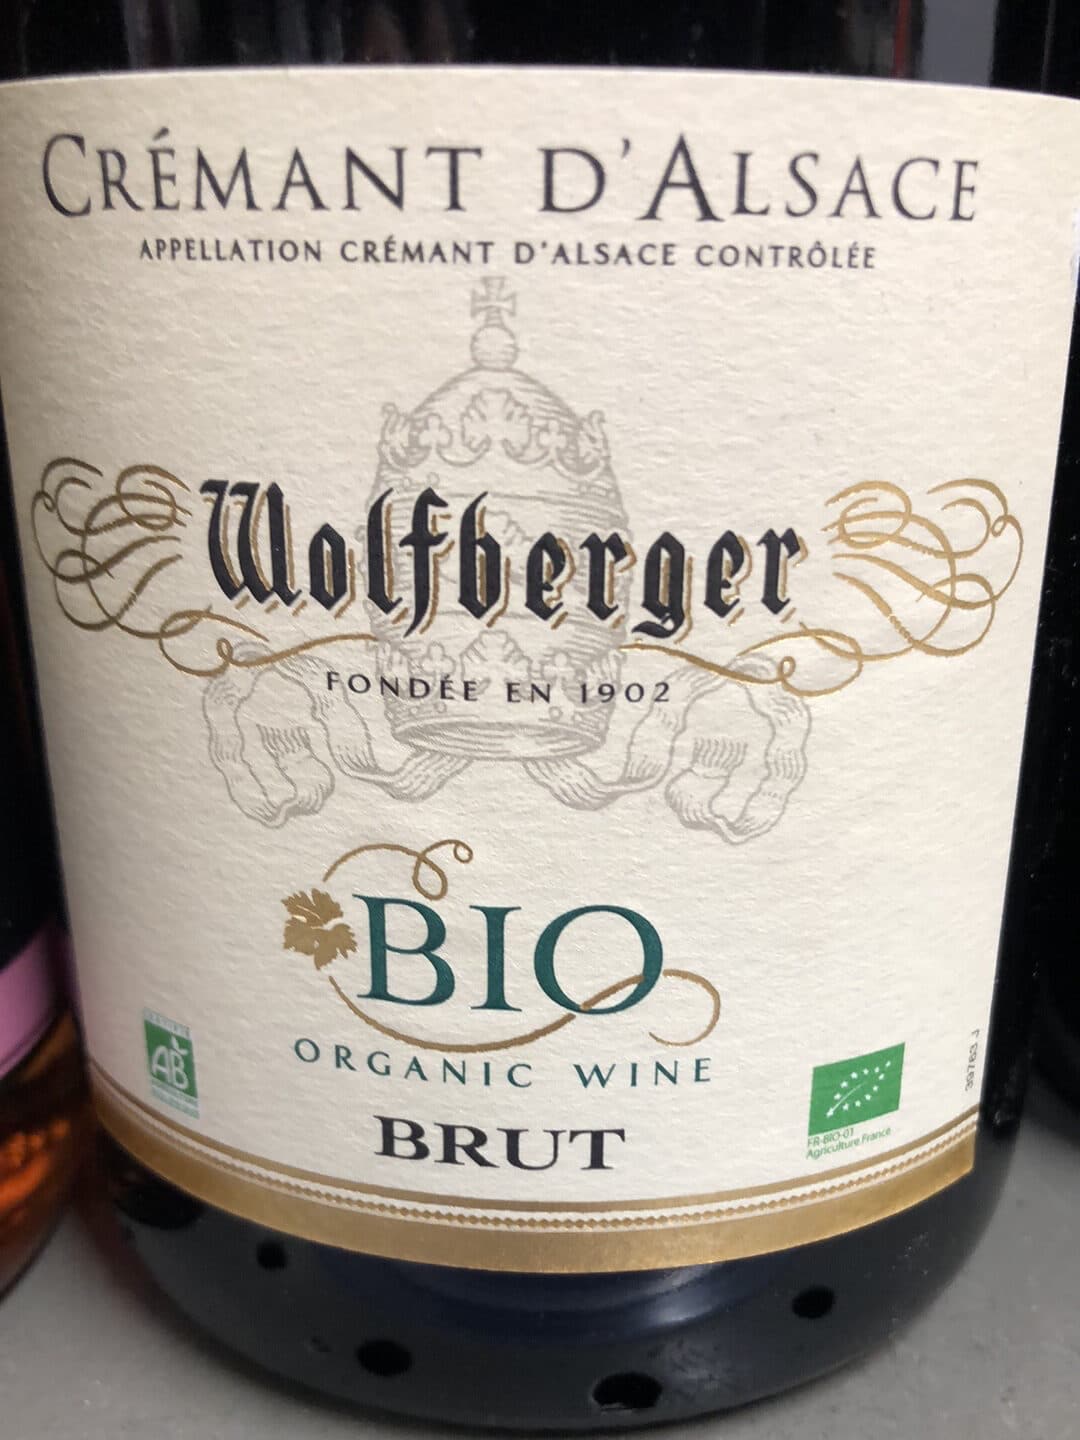 CRÉMANT D'ALSACE
APPELLATION CRÉMANT D'ALSACE CONTRÔLÉE
Wolfberger
FONDÉE EN 1902
BIO
ORGANIC WINE
BRUT
AB
FR-BIO-01
Agriculture France
39763 J